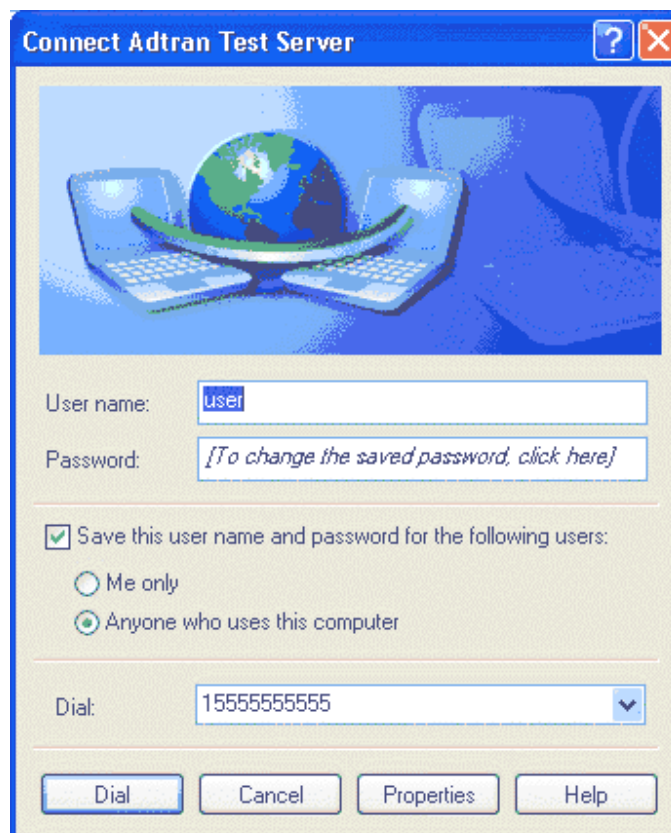 Connect Adtran Test Server
User name: user
Password: [To change the saved password, click here]
Save this user name and password for the following users:
Me only
Anyone who uses this computer
Dial: 15555555555
Dial Cancel Properties Help